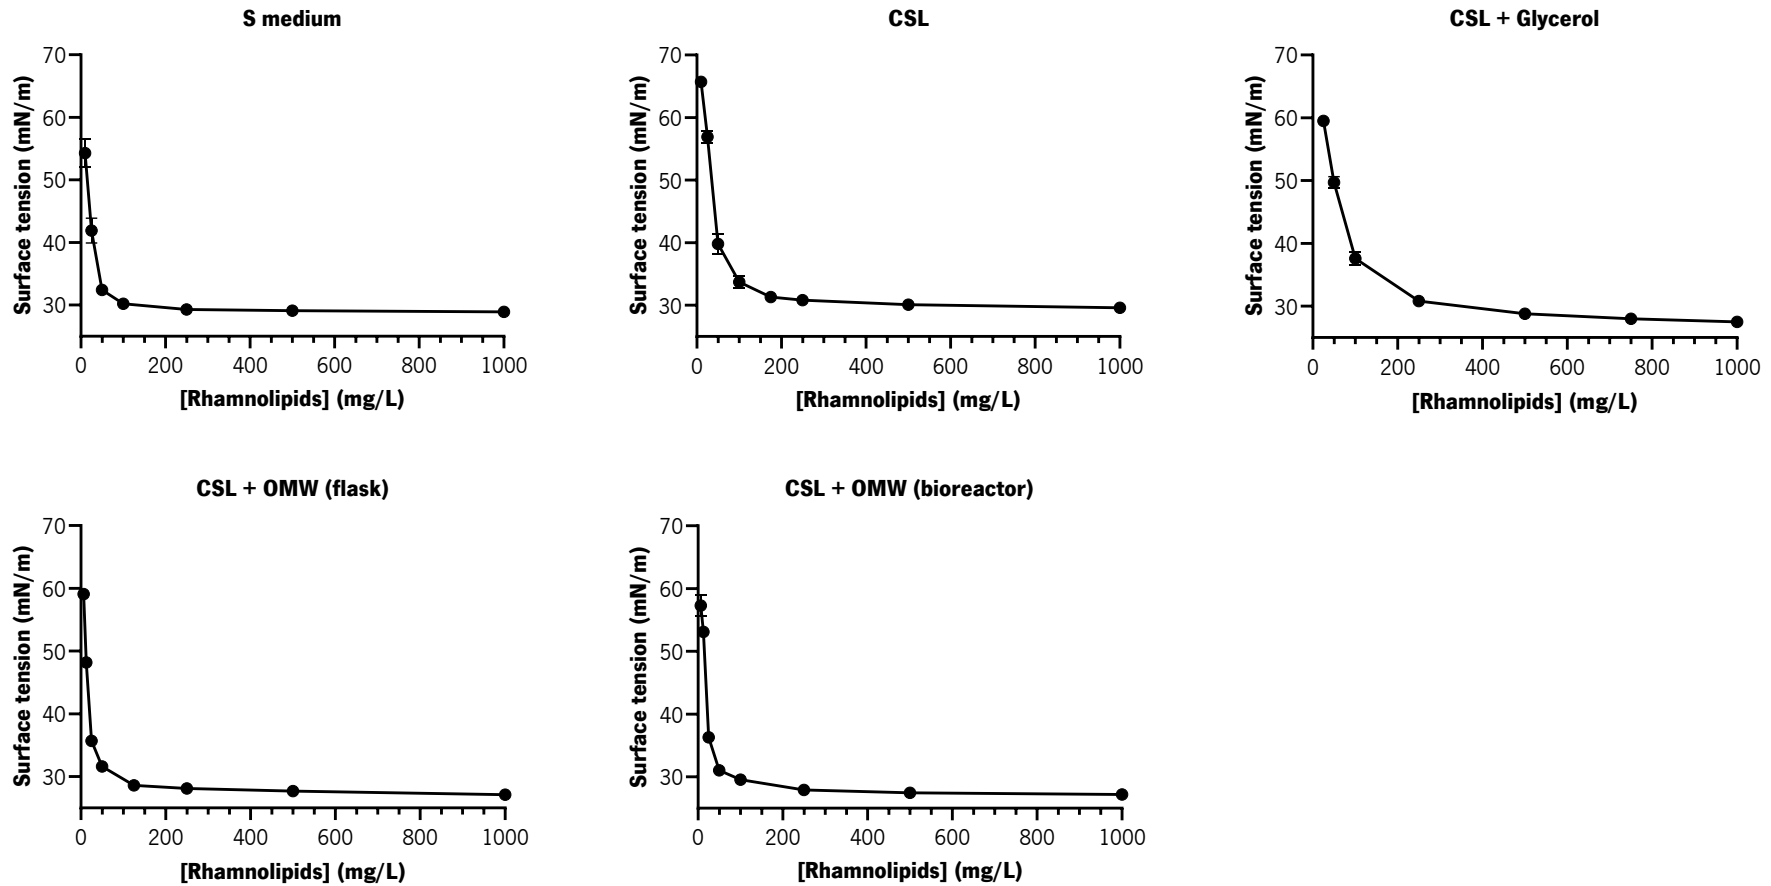 S medium
70
60
50
40
30
Surface tension (mN/m)
0 200 400 600 800 1000
[Rhamnolipids] (mg/L)
CSL
70
60
50
40
30
Surface tension (mN/m)
0 200 400 600 800 1000
[Rhamnolipids] (mg/L)
CSL + Glycerol
70
60
50
40
30
Surface tension (mN/m)
0 200 400 600 800 1000
[Rhamnolipids] (mg/L)
CSL + OMW (flask)
70
60
50
40
30
Surface tension (mN/m)
0 200 400 600 800 1000
[Rhamnolipids] (mg/L)
CSL + OMW (bioreactor)
70
60
50
40
30
Surface tension (mN/m)
0 200 400 600 800 1000
[Rhamnolipids] (mg/L)